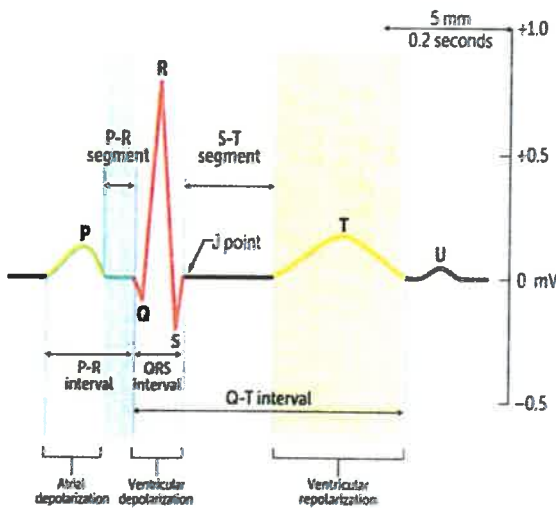 5 mm
0.2 seconds
+1.0
R
P-R
segment
S-T
segment
+0.5
P
J point
T
U
0 mV
Q
S
P-R
interval
QRS
interval
Q-T interval
-0.5
Atrial
depolarization
Ventricular
depolarization
Ventricular
repolarization